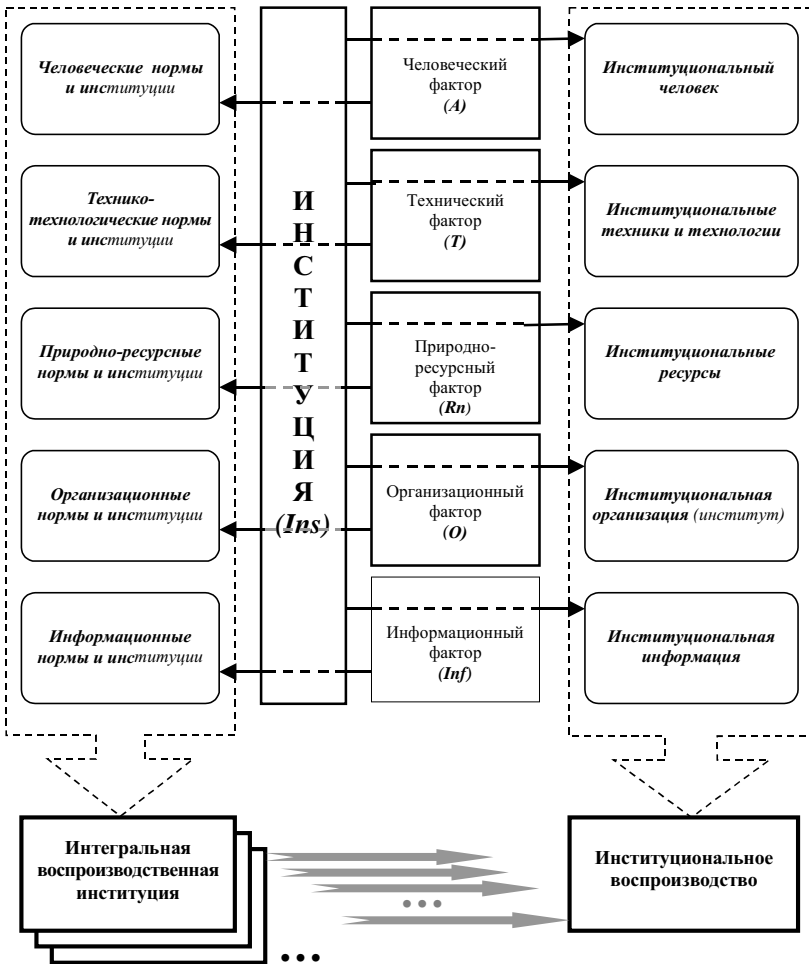 Человеческие нормы
и институции
Технико-
технологические нормы
и институции
Природно-ресурсные
нормы и институции
Организационные
нормы и институции
Информационные
нормы и институции
ИНСТИТУЦИЯ
(Ins)
Человеческий
фактор
(A)
Технический
фактор
(T)
Природно-
ресурсный
фактор
(Rn)
Организационный
фактор
(O)
Информационный
фактор
(Inf)
Институциональный
человек
Институциональные
техники и технологии
Институциональные
ресурсы
Институциональная
организация (институт)
Институциональная
информация
Интегральная
воспроизводственная
институция
...
...
Институциональное
воспроизводство